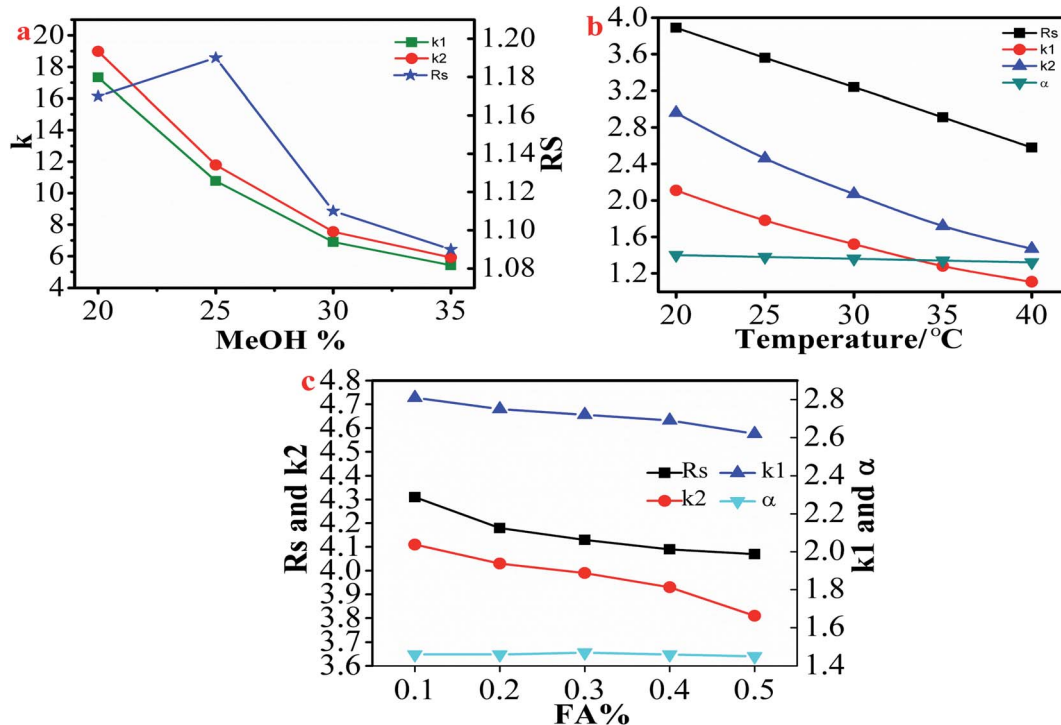 a
20
18
16
14
12
10
8
6
4
k
k1
k2
Rs
1.20
1.18
1.16
1.14
1.12
1.10
1.08
RS
20 25 30 35
MeOH %
b
4.0
3.6
3.2
2.8
2.4
2.0
1.6
1.2
Rs
k1
k2
α
20 25 30 35 40
Temperature/°C
c
4.8
4.7
4.6
4.5
4.4
4.3
4.2
4.1
4.0
3.9
3.8
3.7
3.6
Rs and k2
Rs k1
k2 α
2.8
2.6
2.4
2.2
2.0
1.8
1.6
1.4
k1 and α
0.1 0.2 0.3 0.4 0.5
FA%